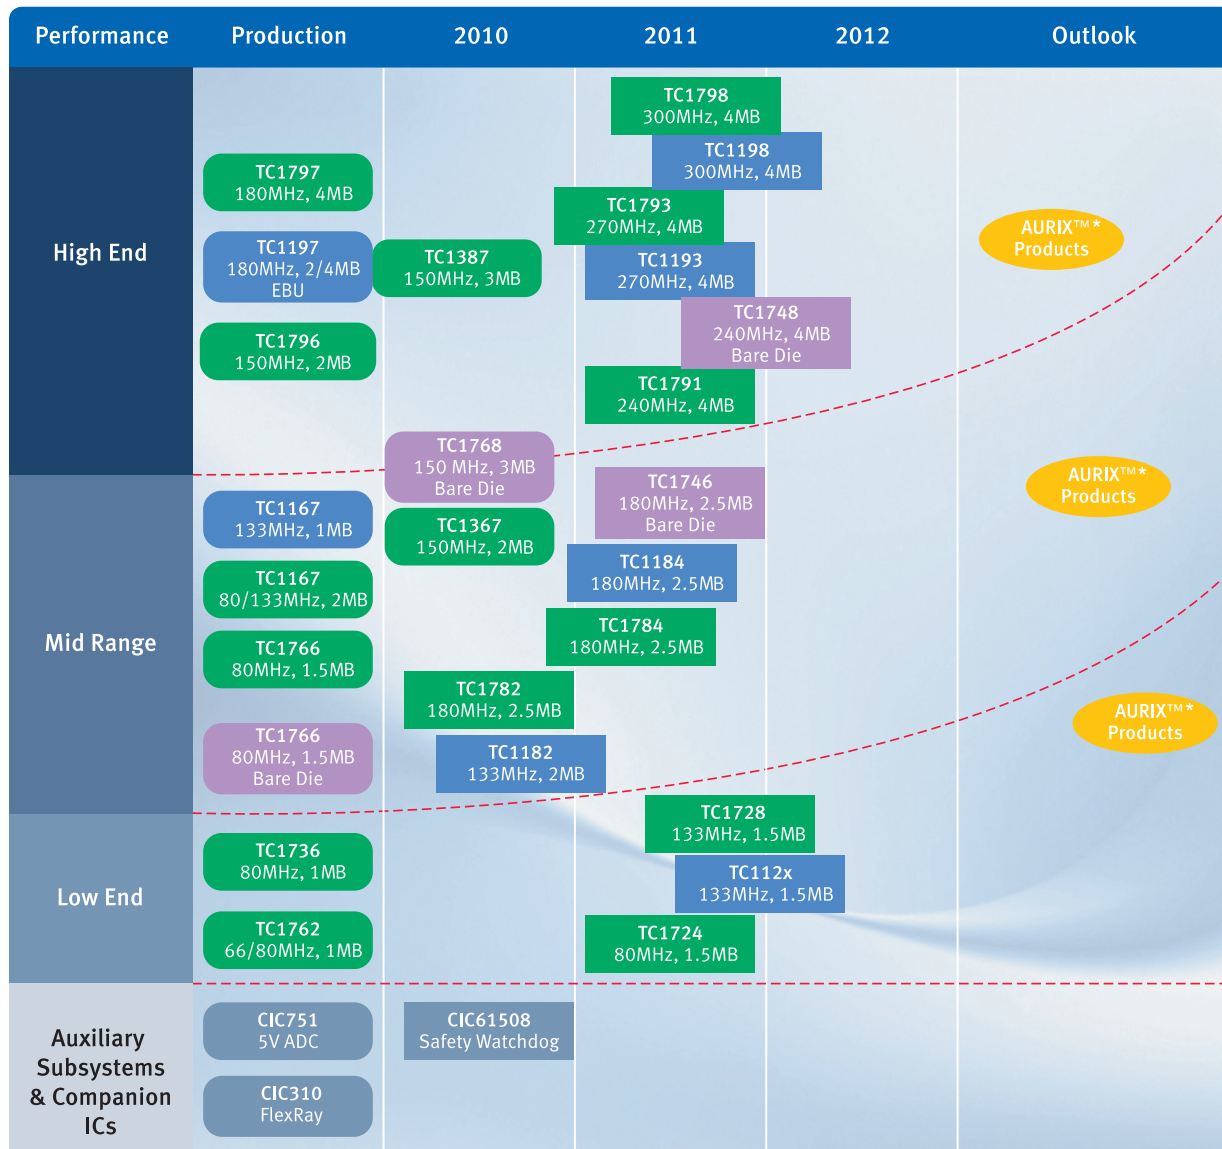 Performance
Production
2010
2011
2012
Outlook
High End
TC1797
180MHz, 4MB
TC1197
180MHz, 2/4MB
EBU
TC1796
150MHz, 2MB
TC1387
150MHz, 3MB
TC1798
300MHz, 4MB
TC1198
300MHz, 4MB
TC1793
270MHz, 4MB
TC1193
270MHz, 4MB
TC1748
240MHz, 4MB
Bare Die
TC1791
240MHz, 4MB
AURIX™*
Products
Mid Range
TC1167
133MHz, 1MB
TC1167
80/133MHz, 2MB
TC1766
80MHz, 1.5MB
TC1766
80MHz, 1.5MB
Bare Die
TC1768
150 MHz, 3MB
Bare Die
TC1367
150MHz, 2MB
TC1782
180MHz, 2.5MB
TC1182
133MHz, 2MB
TC1746
180MHz, 2.5MB
Bare Die
TC1184
180MHz, 2.5MB
TC1784
180MHz, 2.5MB
AURIX™*
Products
Low End
TC1736
80MHz, 1MB
TC1762
66/80MHz, 1MB
TC1728
133MHz, 1.5MB
TC112x
133MHz, 1.5MB
TC1724
80MHz, 1.5MB
AURIX™*
Products
Auxiliary
Subsystems
& Companion
ICs
CIC751
5V ADC
CIC310
FlexRay
CIC61508
Safety Watchdog